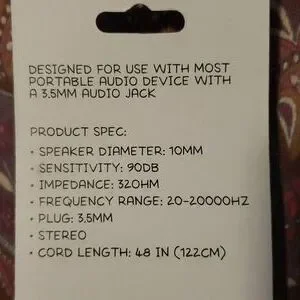 DESIGNED FOR USE WITH MOST
PORTABLE AUDIO DEVICE WITH
A 3.5MM AUDIO JACK
PRODUCT SPEC:
• SPEAKER DIAMETER: 10MM
• SENSITIVITY: 90DB
• IMPEDANCE: 32OHM
• FREQUENCY RANGE: 20-20000HZ
• PLUG: 3.5MM
• STEREO
• CORD LENGTH: 48 IN (122CM)